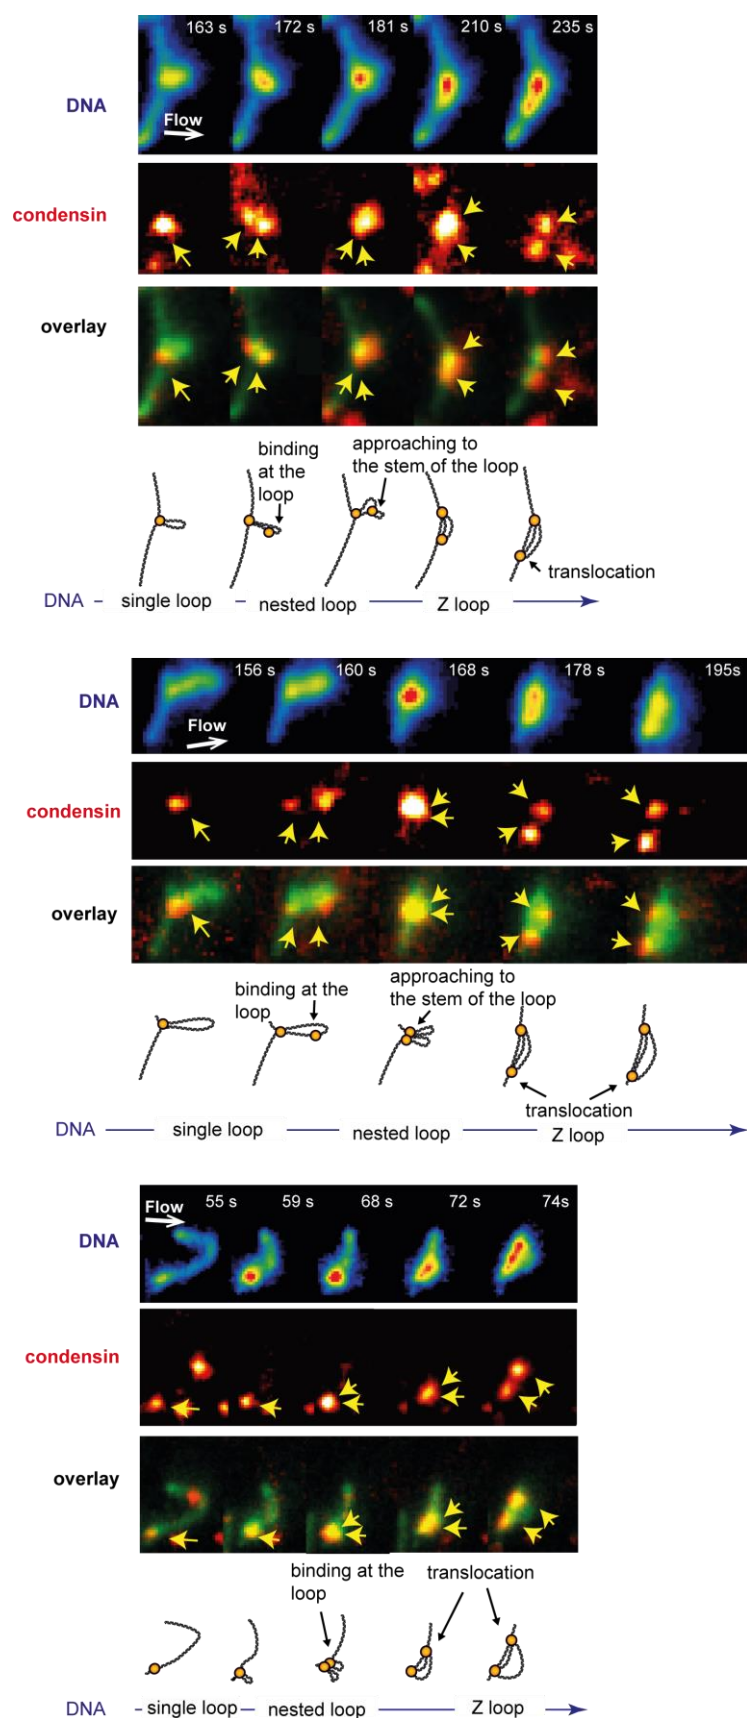 163 s 172 s 181 s 210 s 235 s
DNA
Flow
condensin
overlay
binding
at the
loop
approaching to
the stem of the loop
translocation
DNA single loop nested loop Z loop
156 s 160 s 168 s 178 s 195s
DNA
Flow
condensin
overlay
binding at the
loop
approaching to
the stem of the loop
translocation
DNA single loop nested loop Z loop
Flow 55 s 59 s 68 s 72 s 74s
DNA
condensin
overlay
binding at the
loop
translocation
DNA single loop nested loop Z loop